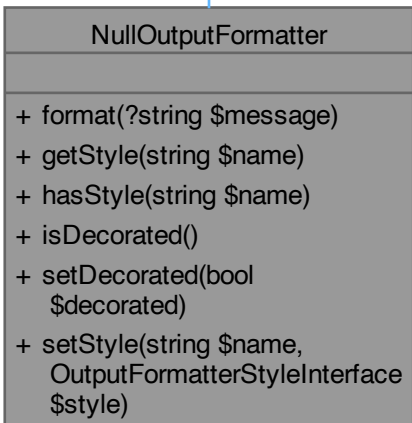 NullOutputFormatter
+ format(?string $message)
+ getStyle(string $name)
+ hasStyle(string $name)
+ isDecorated()
+ setDecorated(bool
$decorated)
+ setStyle(string $name,
OutputFormatterStyleInterface
$style)